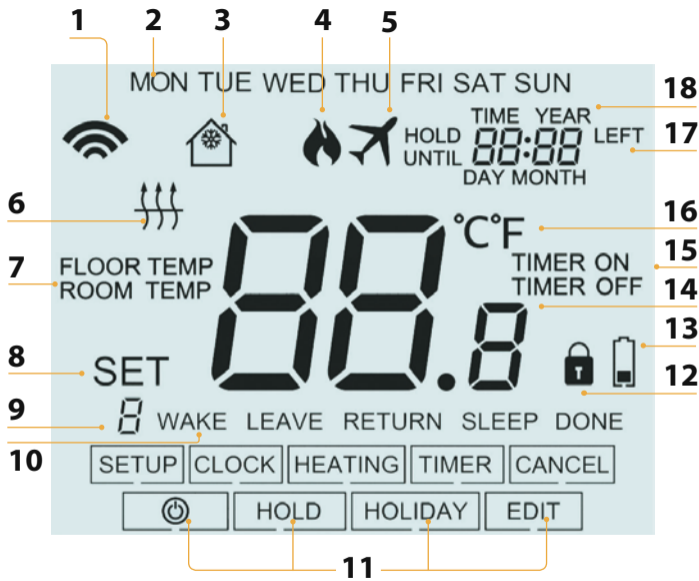 1 2 3 4 5
MON TUE WED THU FRI SAT SUN
18
TIME YEAR
HOLD UNTIL 88:88 LEFT
17
DAY MONTH
6
°C°F
16
7
FLOOR TEMP
ROOM TEMP
88.8
TIMER ON
15
TIMER OFF
14
13
8
SET
12
9
8 WAKE LEAVE RETURN SLEEP DONE
10
SETUP CLOCK HEATING TIMER CANCEL
HOLD HOLIDAY EDIT
11